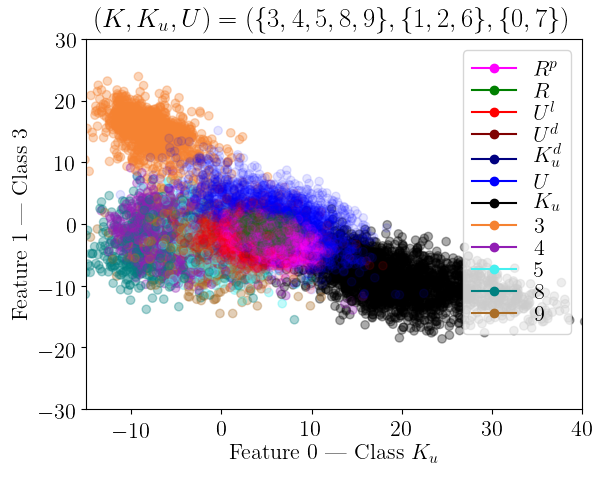 (K, K_u, U) = ({3, 4, 5, 8, 9}, {1, 2, 6}, {0, 7})
30
20
10
0
−10
−20
−30
Feature 1 — Class 3
R^p
R
U^l
U^d
K_u^d
U
K_u
3
4
5
8
9
−10
0
10
20
30
40
Feature 0 — Class K_u